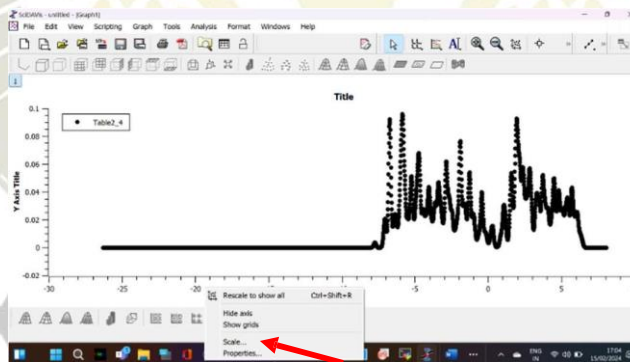 SciDAVis - untitled - [Graph1]
File Edit View Scripting Graph Tools Analysis Format Windows Help
1
Title
0.1
Table2_4
0.08
0.06
0.04
0.02
0
-0.02
Y Axis Title
-30 -25 -20 -5 0 5
Rescale to show all Ctrl+Shift+R
Hide axis
Show grids
Scale...
Properties...
ENG
IN
17:04
15/02/2024